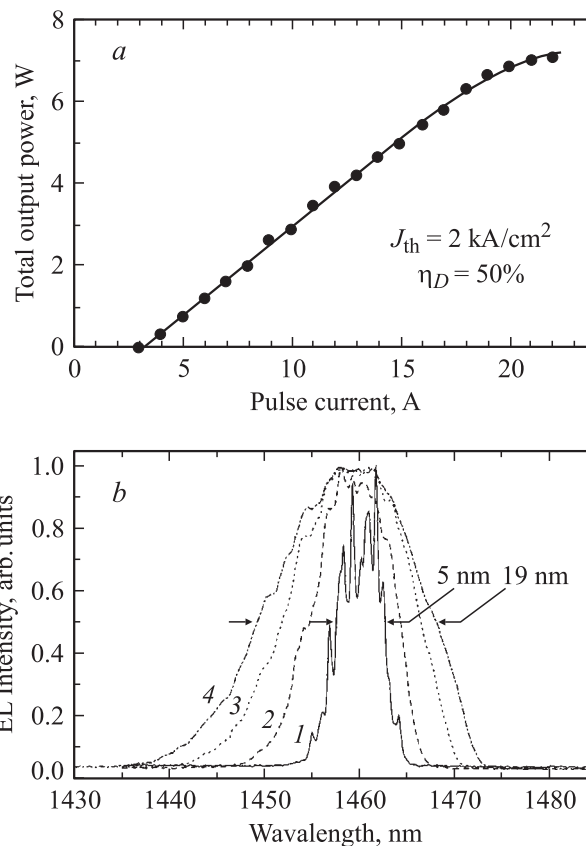 8
a
6
Total output power, W
4
J_th = 2 kA/cm²
η_D = 50%
2
0
0 5 10 15 20
Pulse current, A
1.0
b
0.8
EL Intensity, arb. units
5 nm 19 nm
0.6
0.4
4
3
2
0.2
1
0.0
1430 1440 1450 1460 1470 1480
Wavalength, nm